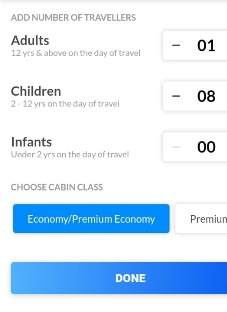 ADD NUMBER OF TRAVELLERS
Adults
12 yrs & above on the day of travel
− 01
Children
2 - 12 yrs on the day of travel
− 08
Infants
Under 2 yrs on the day of travel
− 00
CHOOSE CABIN CLASS
Economy/Premium Economy
Premium
DONE